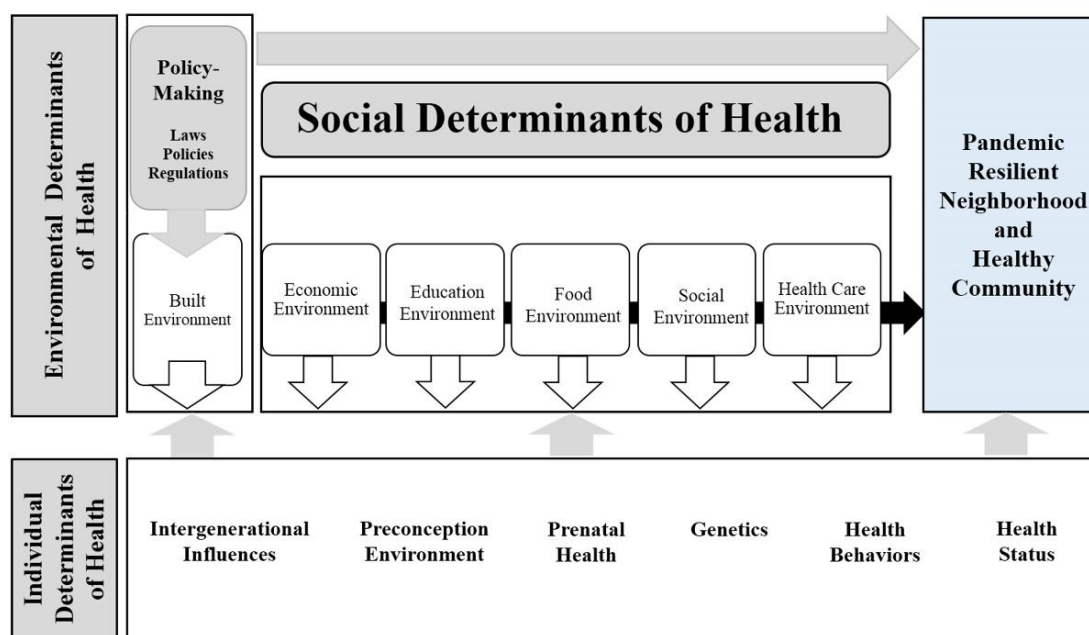 Environmental Determinants
of Health
Policy-
Making
Laws
Policies
Regulations
Built
Environment
Social Determinants of Health
Economic
Environment
Education
Environment
Food
Environment
Social
Environment
Health Care
Environment
Pandemic
Resilient
Neighborhood
and
Healthy
Community
Individual
Determinants
of Health
Intergenerational
Influences
Preconception
Environment
Prenatal
Health
Genetics
Health
Behaviors
Health
Status